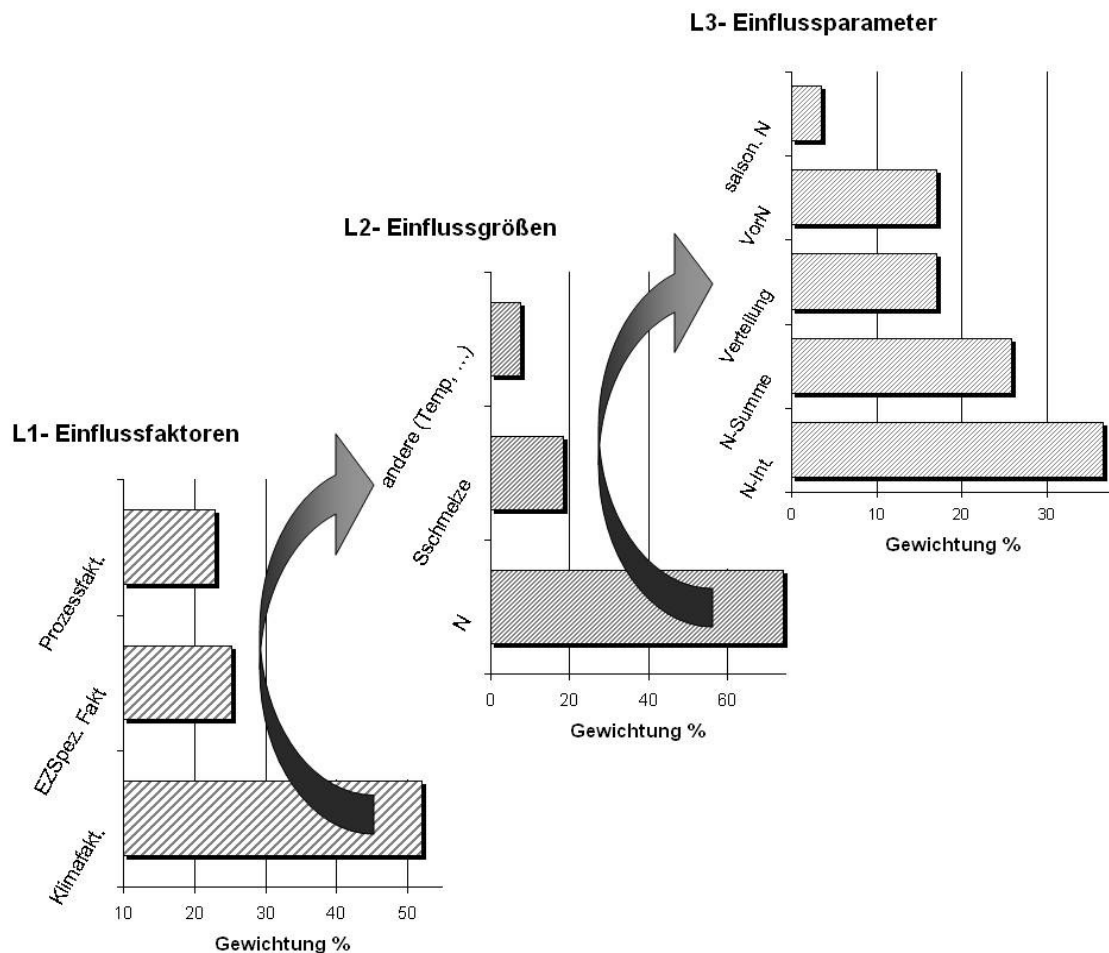 L3- Einflussparameter
saison. N
VorN
Verteilung
N-Summe
N-Int.
0 10 20 30
Gewichtung %
L2- Einflussgrößen
andere (Temp, ...)
Sschmelze
N
0 20 40 60
Gewichtung %
L1- Einflussfaktoren
Prozessfakt.
EZSpez. Fakt
Klimafakt.
10 20 30 40 50
Gewichtung %